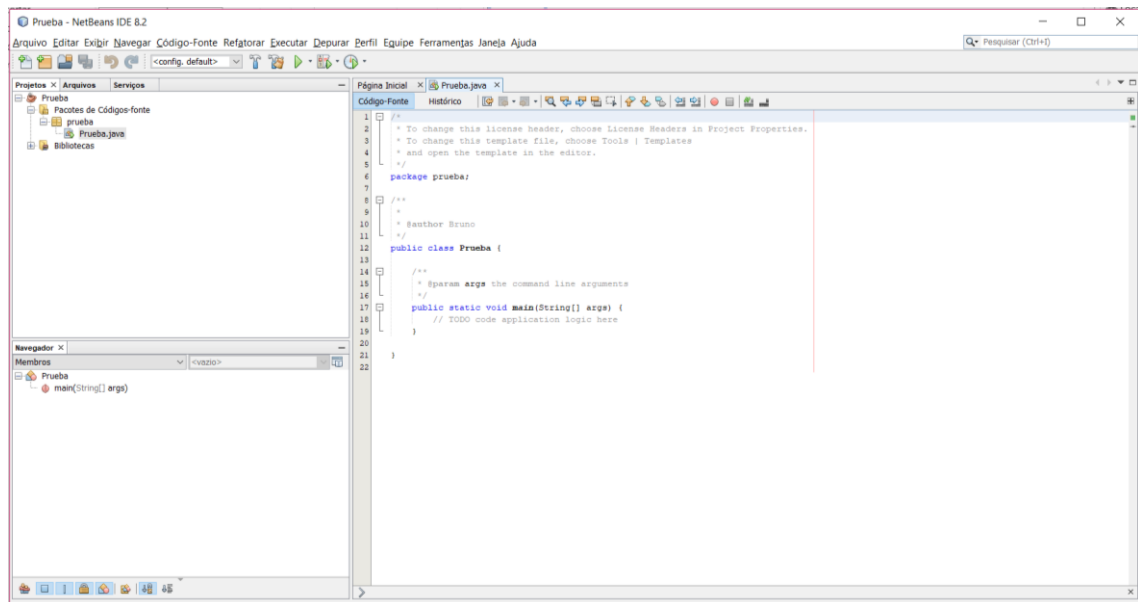 Prueba - NetBeans IDE 8.2
Arquivo Editar Exibir Navegar Código-Fonte Refatorar Executar Depurar Perfil Equipe Ferramentas Janela Ajuda
Pesquisar (Ctrl+I)
<config. default>
Projetos Arquivos Serviços
Prueba
Pacotes de Códigos-fonte
prueba
Prueba.java
Bibliotecas
Navegador
Membros <vazio>
Prueba
main(String[] args)
Página Inicial Prueba.java
Código-Fonte Histórico
1 /*
2 * To change this license header, choose License Headers in Project Properties.
3 * To change this template file, choose Tools | Templates
4 * and open the template in the editor.
5 */
6 package prueba;
7
8 /**
9 *
10 * @author Bruno
11 */
12 public class Prueba {
13
14 /**
15 * @param args the command line arguments
16 */
17 public static void main(String[] args) {
18 // TODO code application logic here
19 }
20
21 }
22